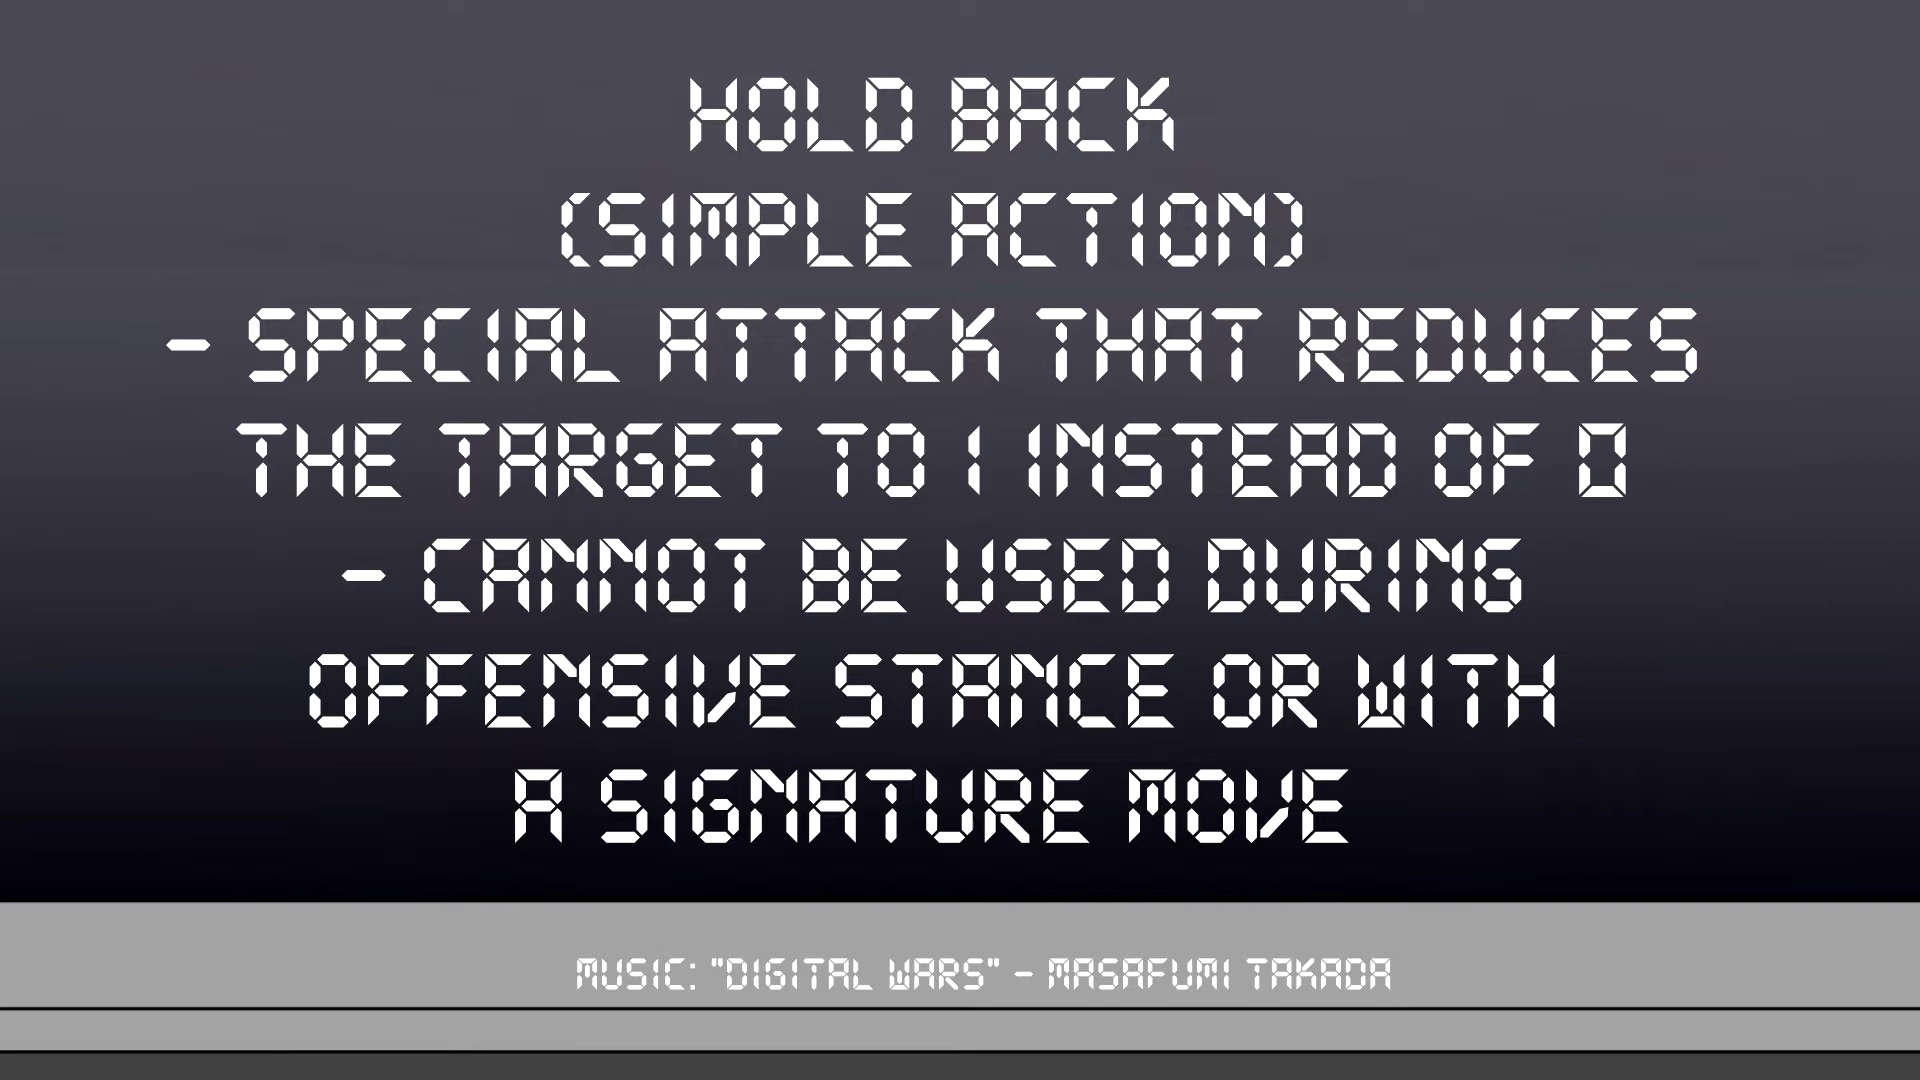 HOLD BACK
(SIMPLE ACTION)
- SPECIAL ATTACK THAT REDUCES
THE TARGET TO 1 INSTEAD OF 0
- CANNOT BE USED DURING
OFFENSIVE STANCE OR WITH
A SIGNATURE MOVE
MUSIC: "DIGITAL WARS" - MASAFUMI TAKADA